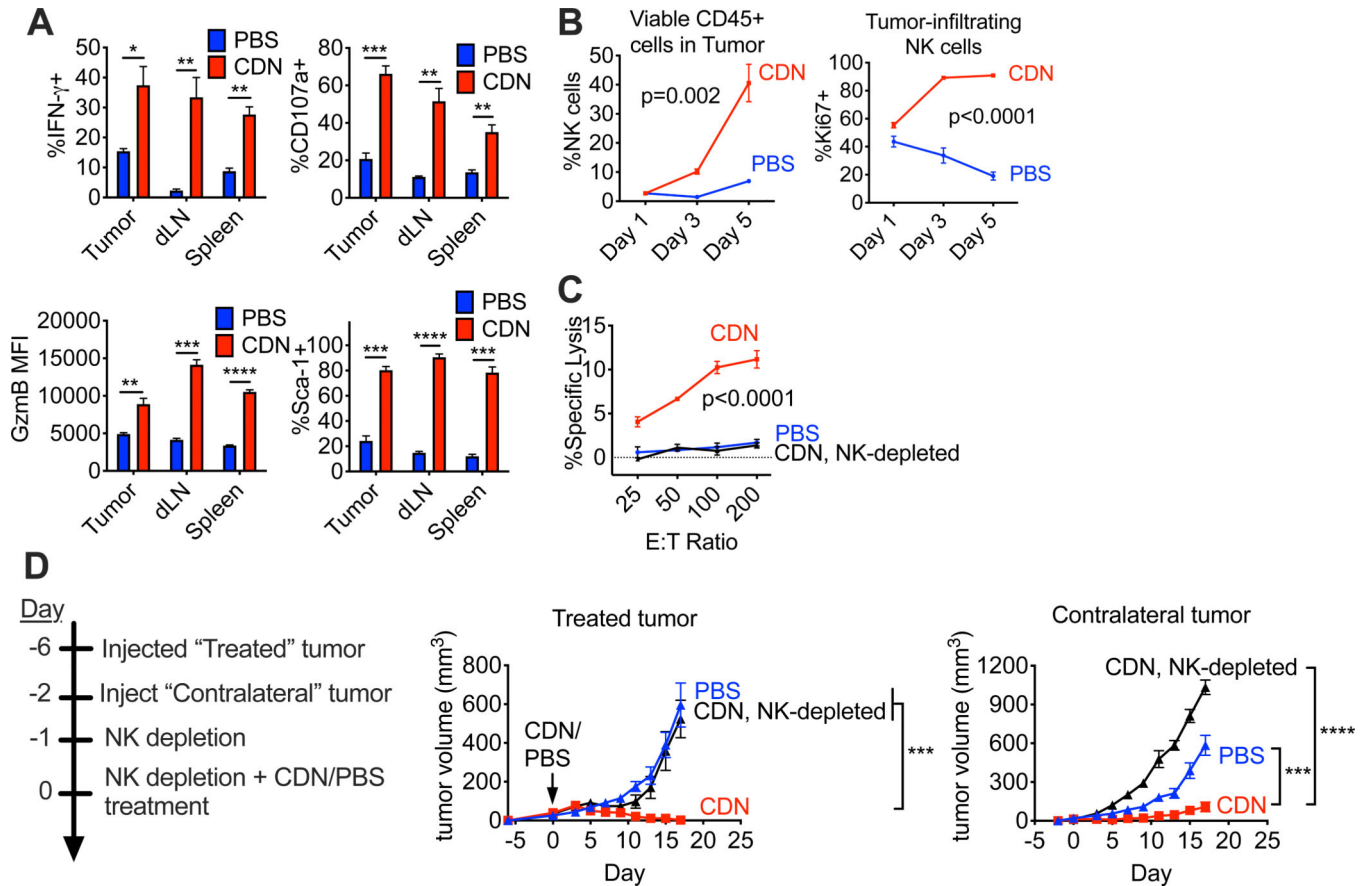 A
PBS
CDN
%IFN-γ+
50
40
30
20
10
0
*
**
**
Tumor
dLN
Spleen
PBS
CDN
%CD107a+
80
60
40
20
0
***
**
**
Tumor
dLN
Spleen
PBS
CDN
GzmB MFI
20000
15000
10000
5000
0
**
***
****
Tumor
dLN
Spleen
PBS
CDN
%Sca-1+
100
80
60
40
20
0
***
****
***
Tumor
dLN
Spleen
B
Viable CD45+
cells in Tumor
%NK cells
50
40
30
20
10
0
CDN
p=0.002
PBS
Day 1
Day 3
Day 5
Tumor-infiltrating
NK cells
%Ki67+
100
80
60
40
20
0
CDN
p<0.0001
PBS
Day 1
Day 3
Day 5
C
%Specific Lysis
15
10
5
0
CDN
p<0.0001
PBS
CDN, NK-depleted
25
50
100
200
E:T Ratio
D
Day
-6 Injected “Treated” tumor
-2 Inject “Contralateral” tumor
-1 NK depletion
0 NK depletion + CDN/PBS
treatment
Treated tumor
tumor volume (mm³)
800
600
400
200
0
CDN/
PBS
PBS
CDN, NK-depleted
CDN
***
-5 0 5 10 15 20 25
Day
Contralateral tumor
tumor volume (mm³)
1200
900
600
300
0
CDN, NK-depleted
PBS
CDN
***
****
-5 0 5 10 15 20 25
Day